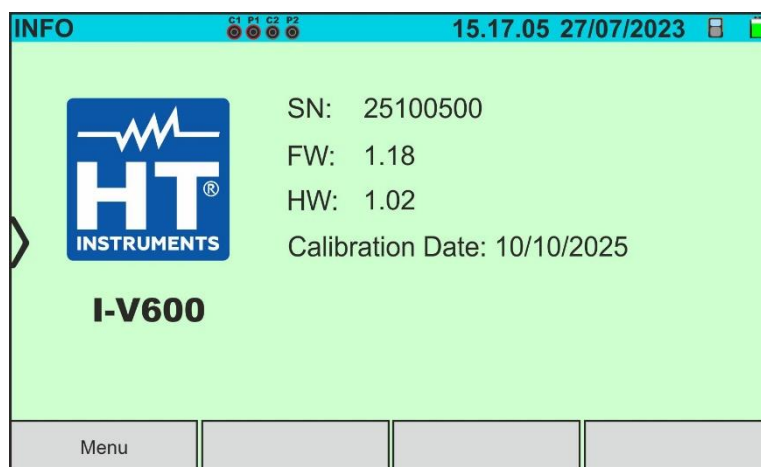 INFO C1 P1 C2 P2 15.17.05 27/07/2023
SN: 25100500
FW: 1.18
HW: 1.02
Calibration Date: 10/10/2025
HT®
INSTRUMENTS
I-V600
Menu